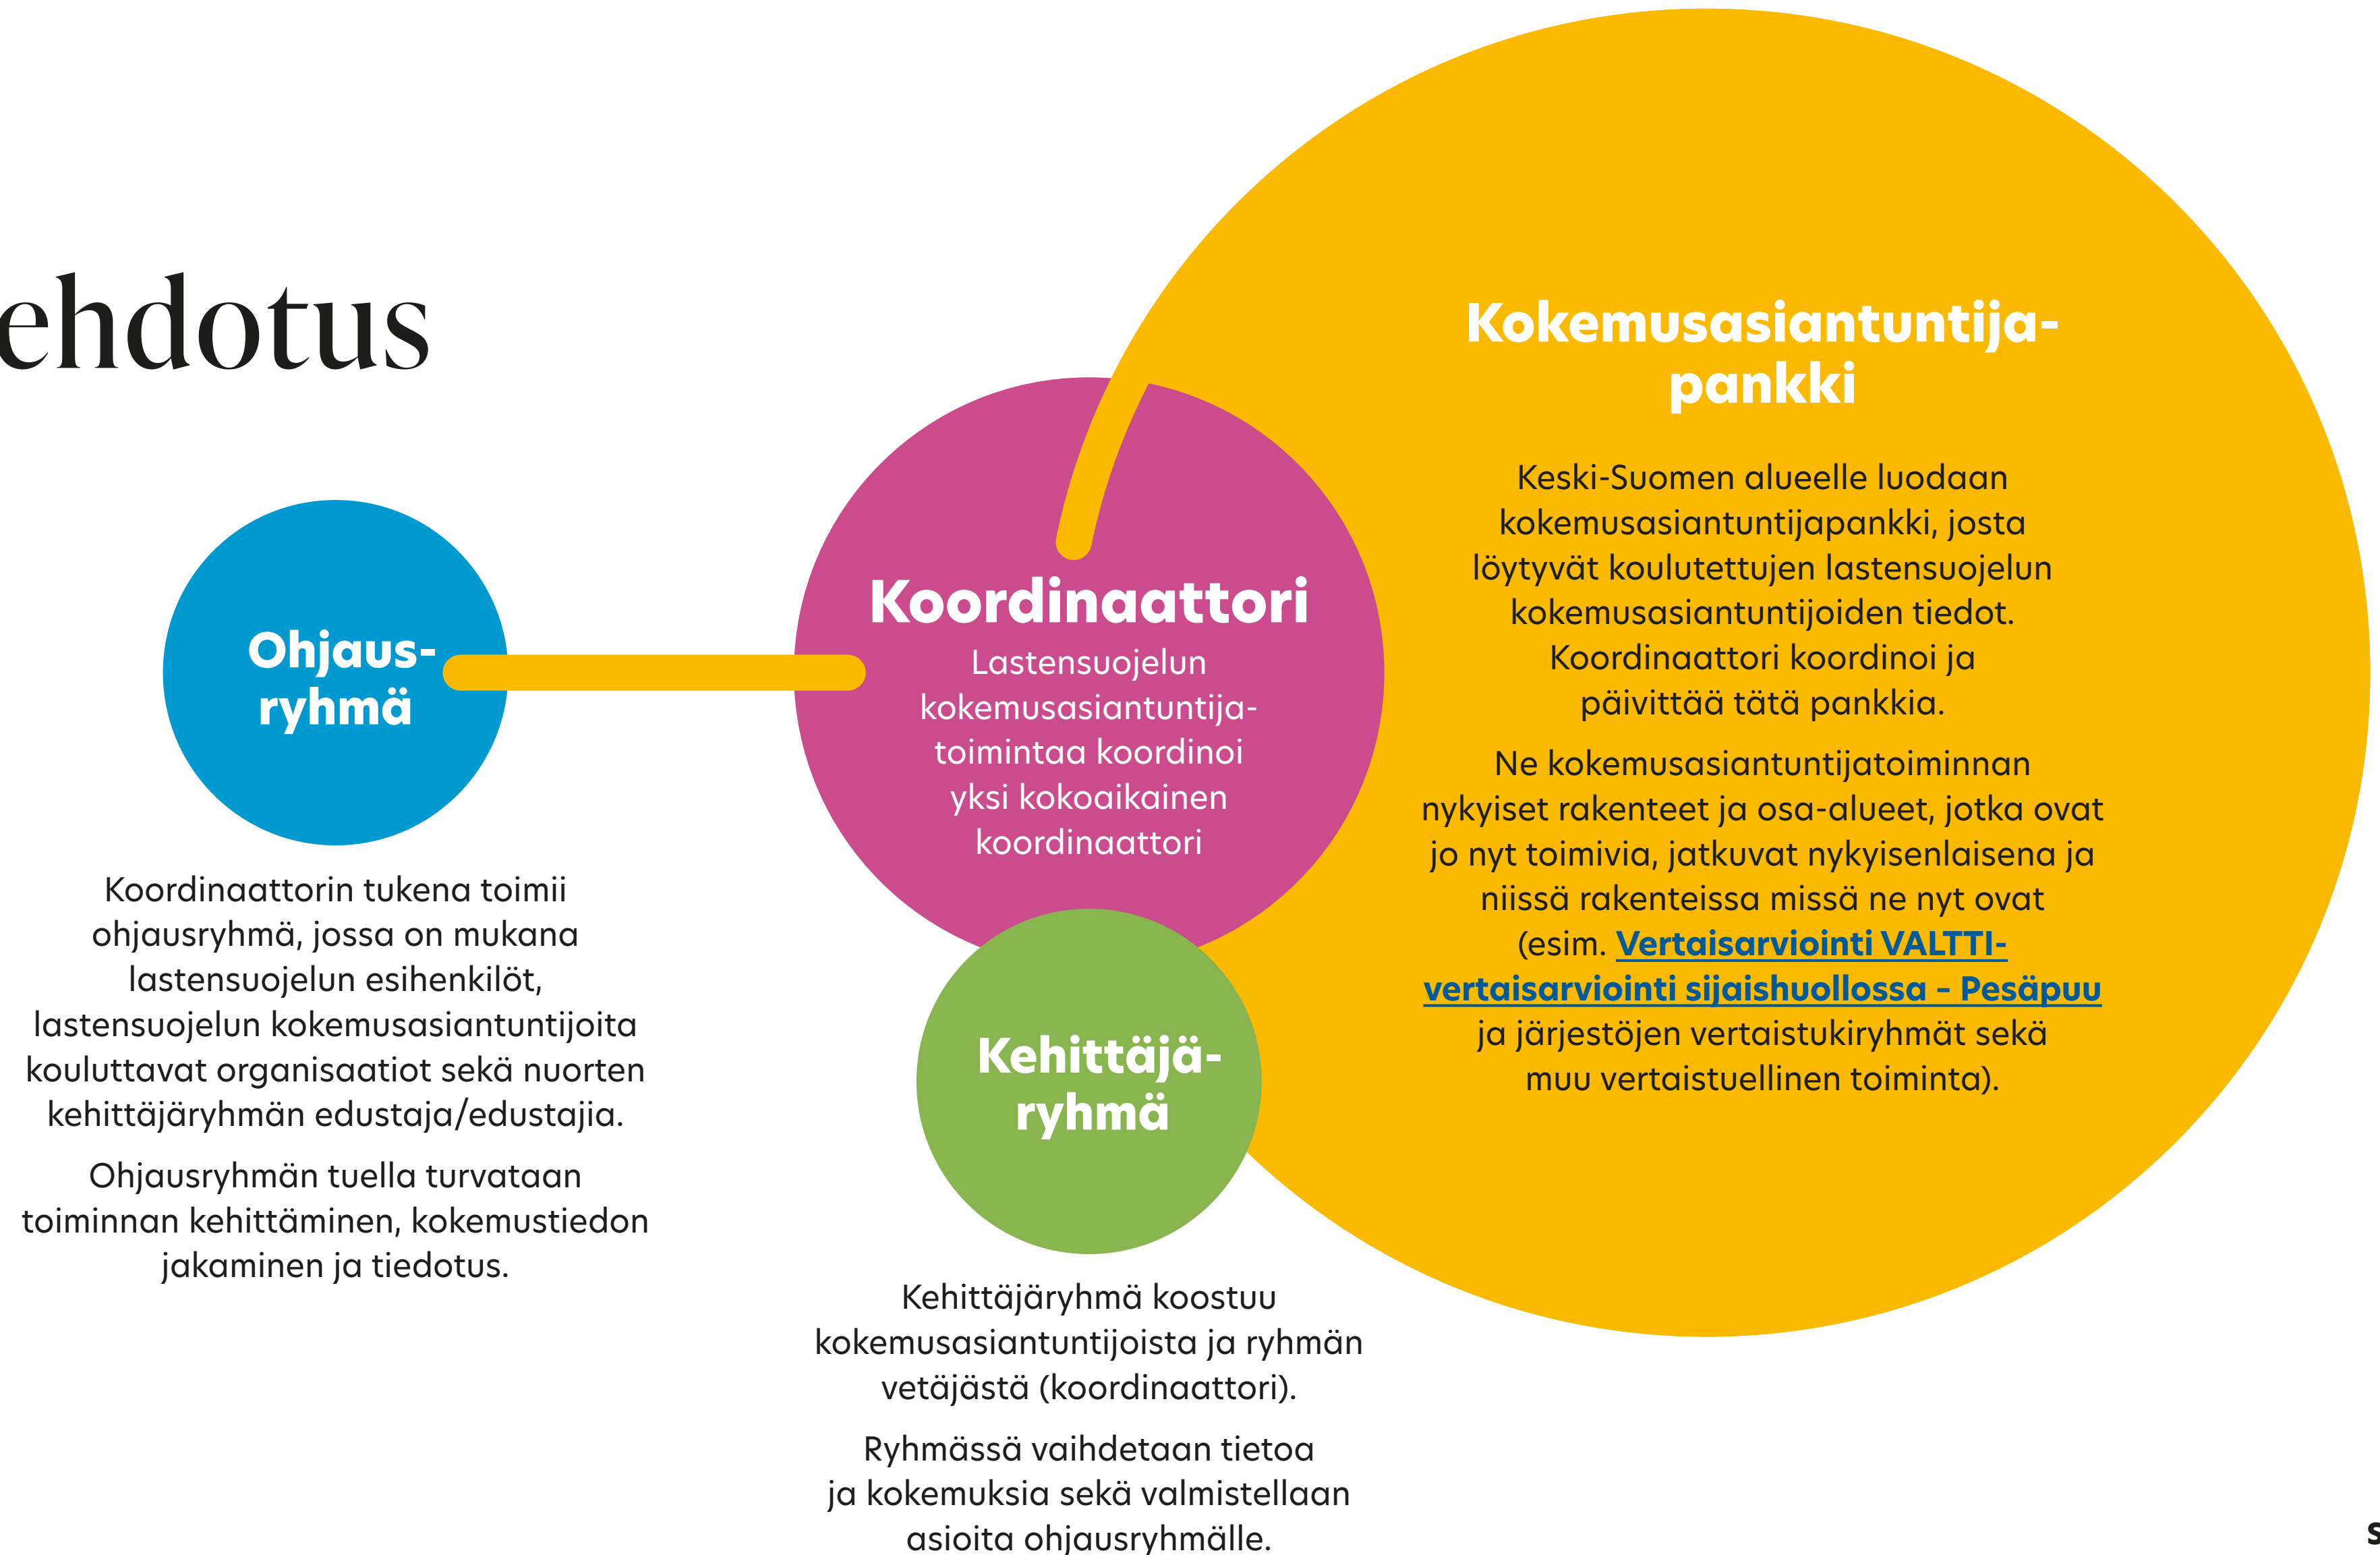 ehdotus
Ohjaus-
ryhmä
Koordinaattorin tukena toimii
ohjausryhmä, jossa on mukana
lastensuojelun esihenkilöt,
lastensuojelun kokemusasiantuntijoita
kouluttavat organisaatiot sekä nuorten
kehittäjäryhmän edustaja/edustajia.
Ohjausryhmän tuella turvataan
toiminnan kehittäminen, kokemustiedon
jakaminen ja tiedotus.
Koordinaattori
Lastensuojelun
kokemusasiantuntija-
toimintaa koordinoi
yksi kokoaikainen
koordinaattori
Kehittäjä-
ryhmä
Kehittäjäryhmä koostuu
kokemusasiantuntijoista ja ryhmän
vetäjästä (koordinaattori).
Ryhmässä vaihdetaan tietoa
ja kokemuksia sekä valmistellaan
asioita ohjausryhmälle.
Kokemusasiantuntija-
pankki
Keski-Suomen alueelle luodaan
kokemusasiantuntijapankki, josta
löytyvät koulutettujen lastensuojelun
kokemusasiantuntijoiden tiedot.
Koordinaattori koordinoi ja
päivittää tätä pankkia.
Ne kokemusasiantuntijatoiminnan
nykyiset rakenteet ja osa-alueet, jotka ovat
jo nyt toimivia, jatkuvat nykyisenlaisena ja
niissä rakenteissa missä ne nyt ovat
(esim. Vertaisarviointi VALTTI-
vertaisarviointi sijaishuollossa – Pesäpuu
ja järjestöjen vertaistukiryhmät sekä
muu vertaistuellinen toiminta).